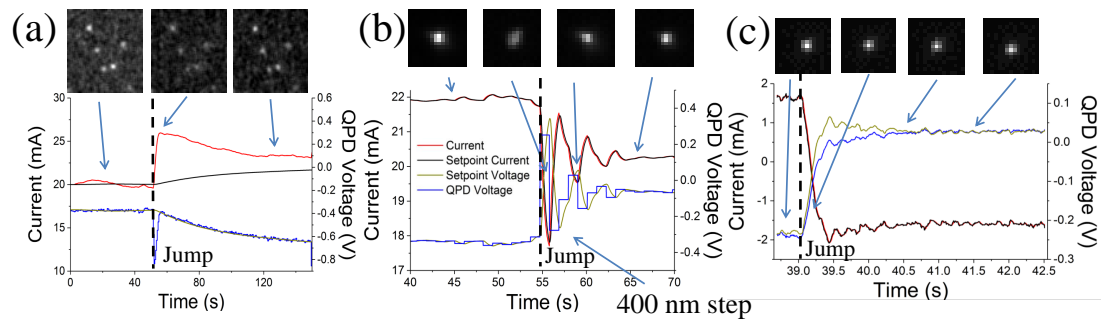 (a)
30
25
20
15
10
Current (mA)
0
40
80
120
Time (s)
0.6
0.4
0.2
0.0
-0.2
-0.4
-0.6
-0.8
QPD Voltage (V)
Jump
(b)
22
21
20
19
18
17
Current (mA)
Current
Setpoint Current
Setpoint Voltage
QPD Voltage
40
45
50
55
60
65
70
Time (s)
0.4
0.2
0.0
-0.2
-0.4
QPD Voltage (V)
Jump
400 nm step
(c)
2
1
0
-1
-2
Current (mA)
39.0
39.5
40.0
40.5
41.0
41.5
42.0
42.5
Time (s)
0.1
0.0
-0.1
-0.2
-0.3
QPD Voltage (V)
Jump